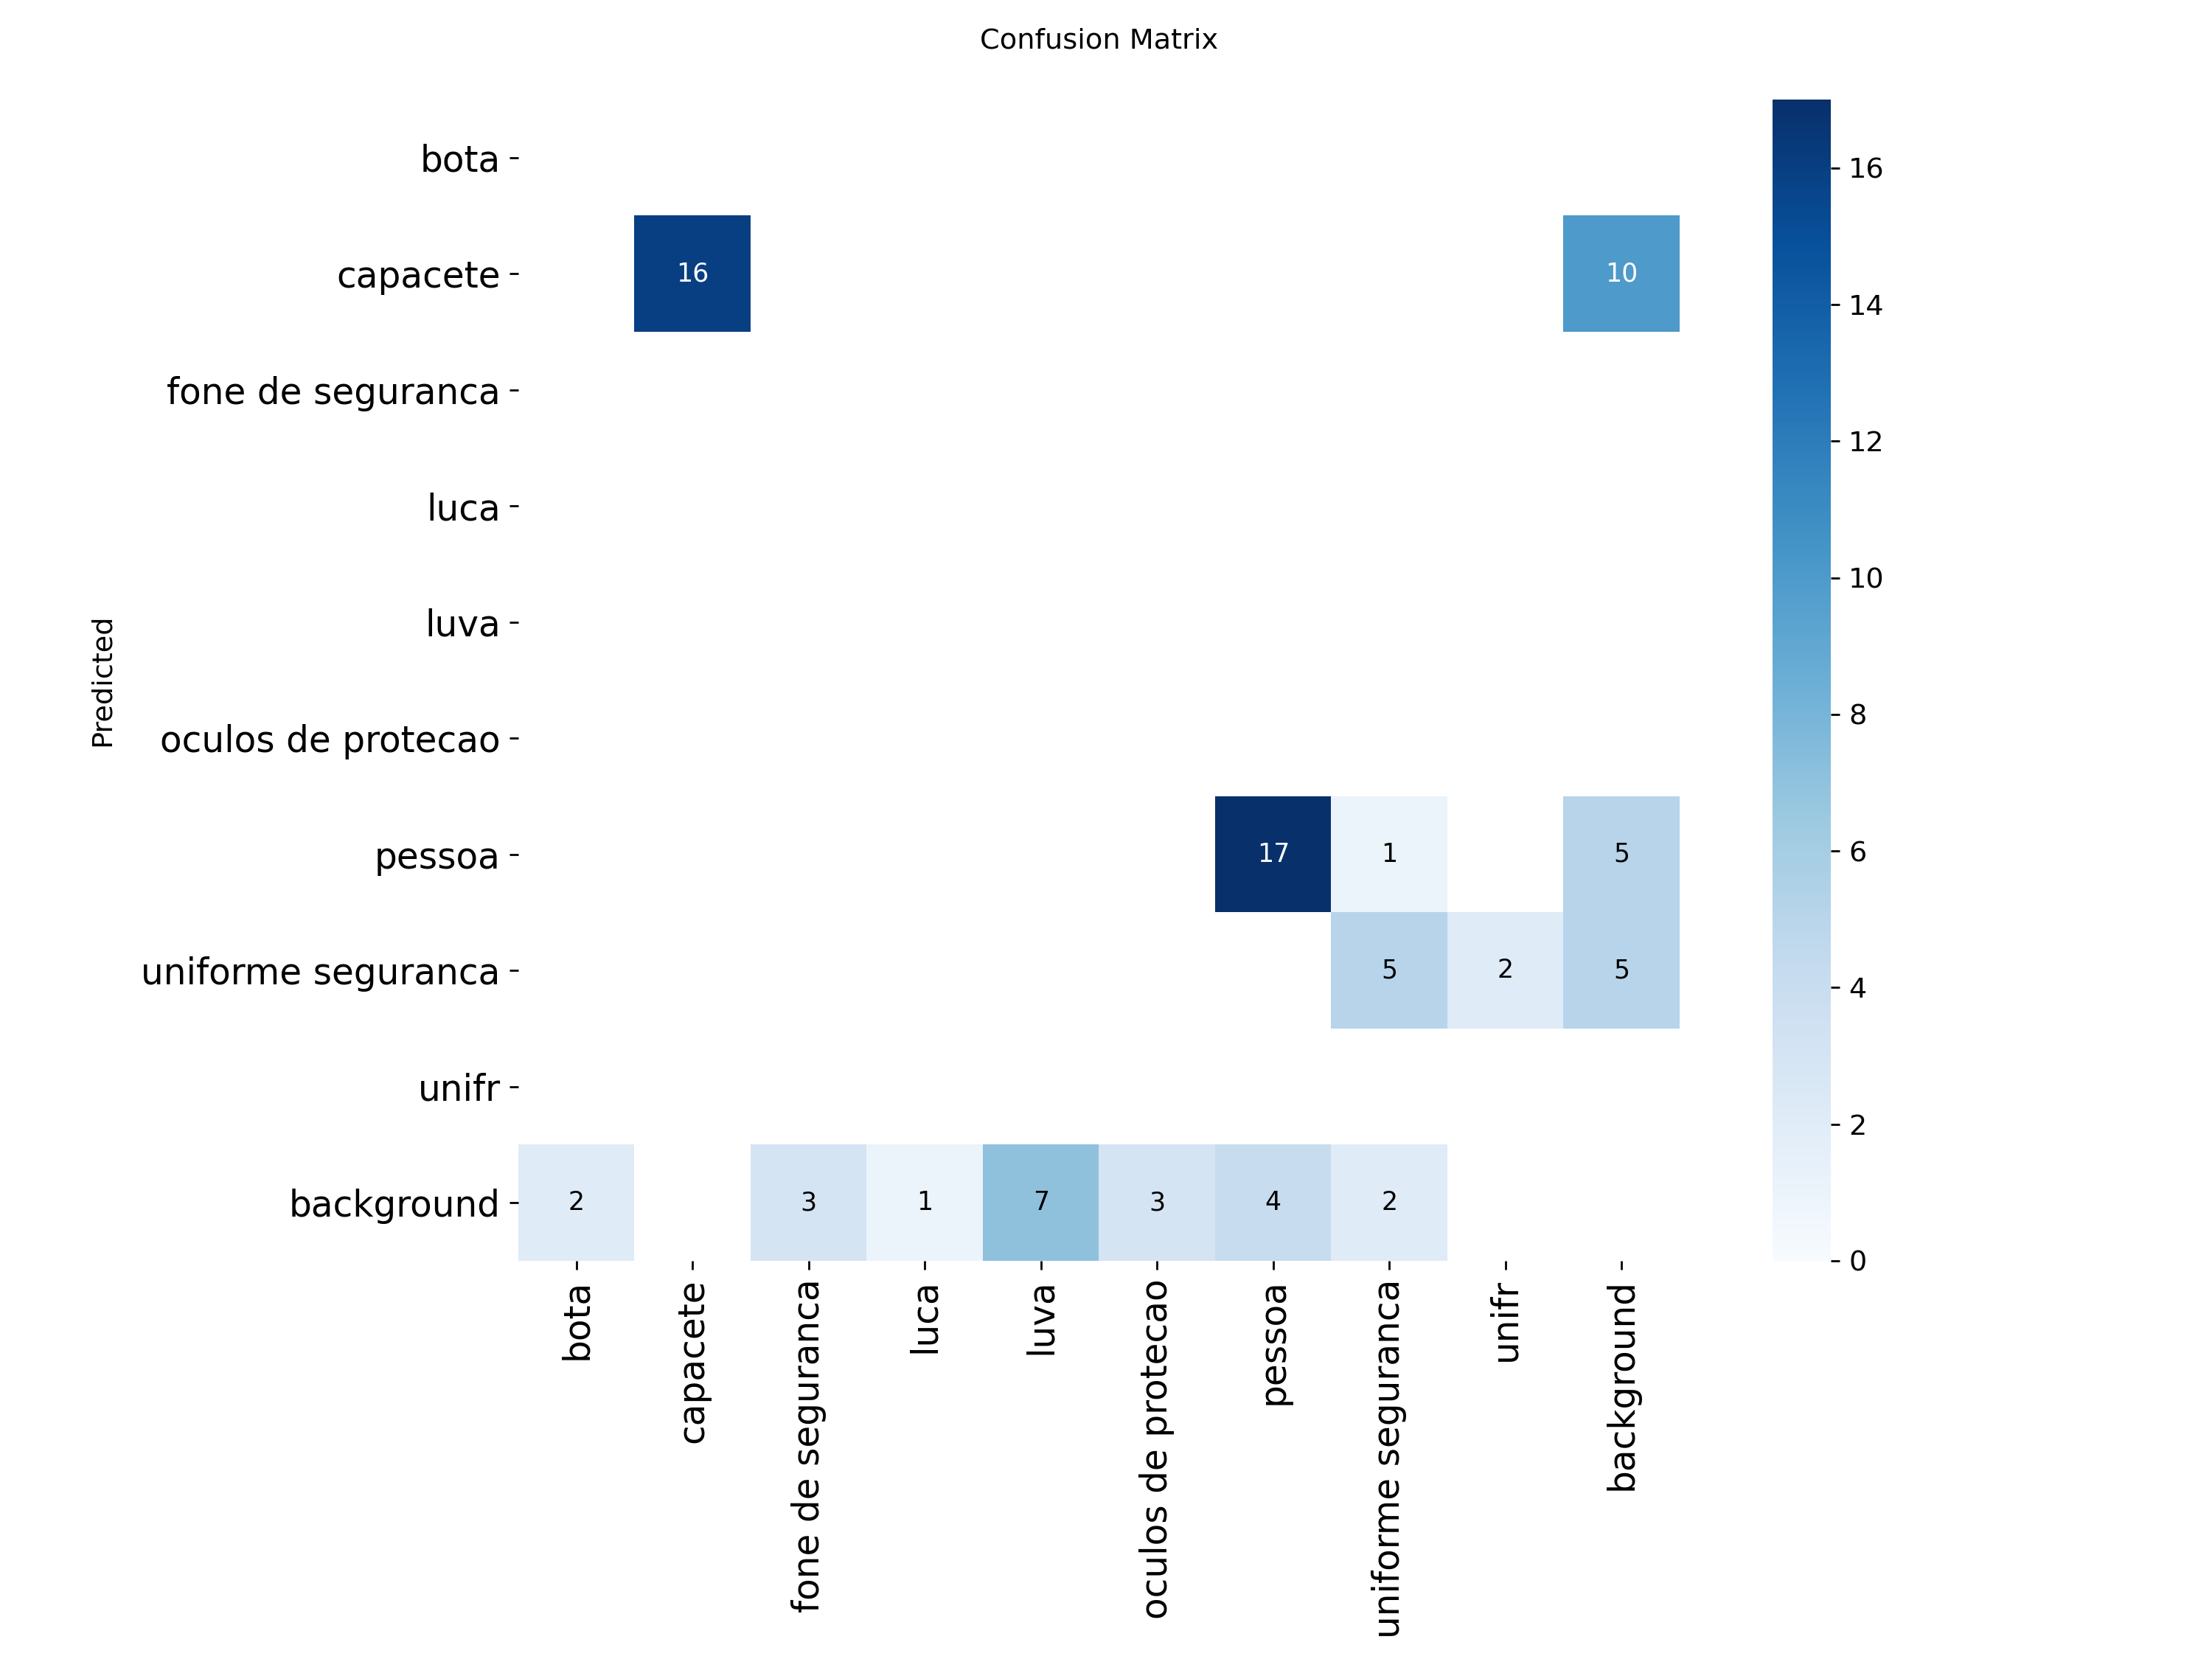 Confusion Matrix
bota
capacete
16
10
fone de seguranca
luca
luva
oculos de protecao
pessoa
17
1
5
uniforme seguranca
5
2
5
unifr
background
2
3
1
7
3
4
2
Predicted
bota
capacete
fone de seguranca
luca
luva
oculos de protecao
pessoa
uniforme seguranca
unifr
background
16
14
12
10
8
6
4
2
0